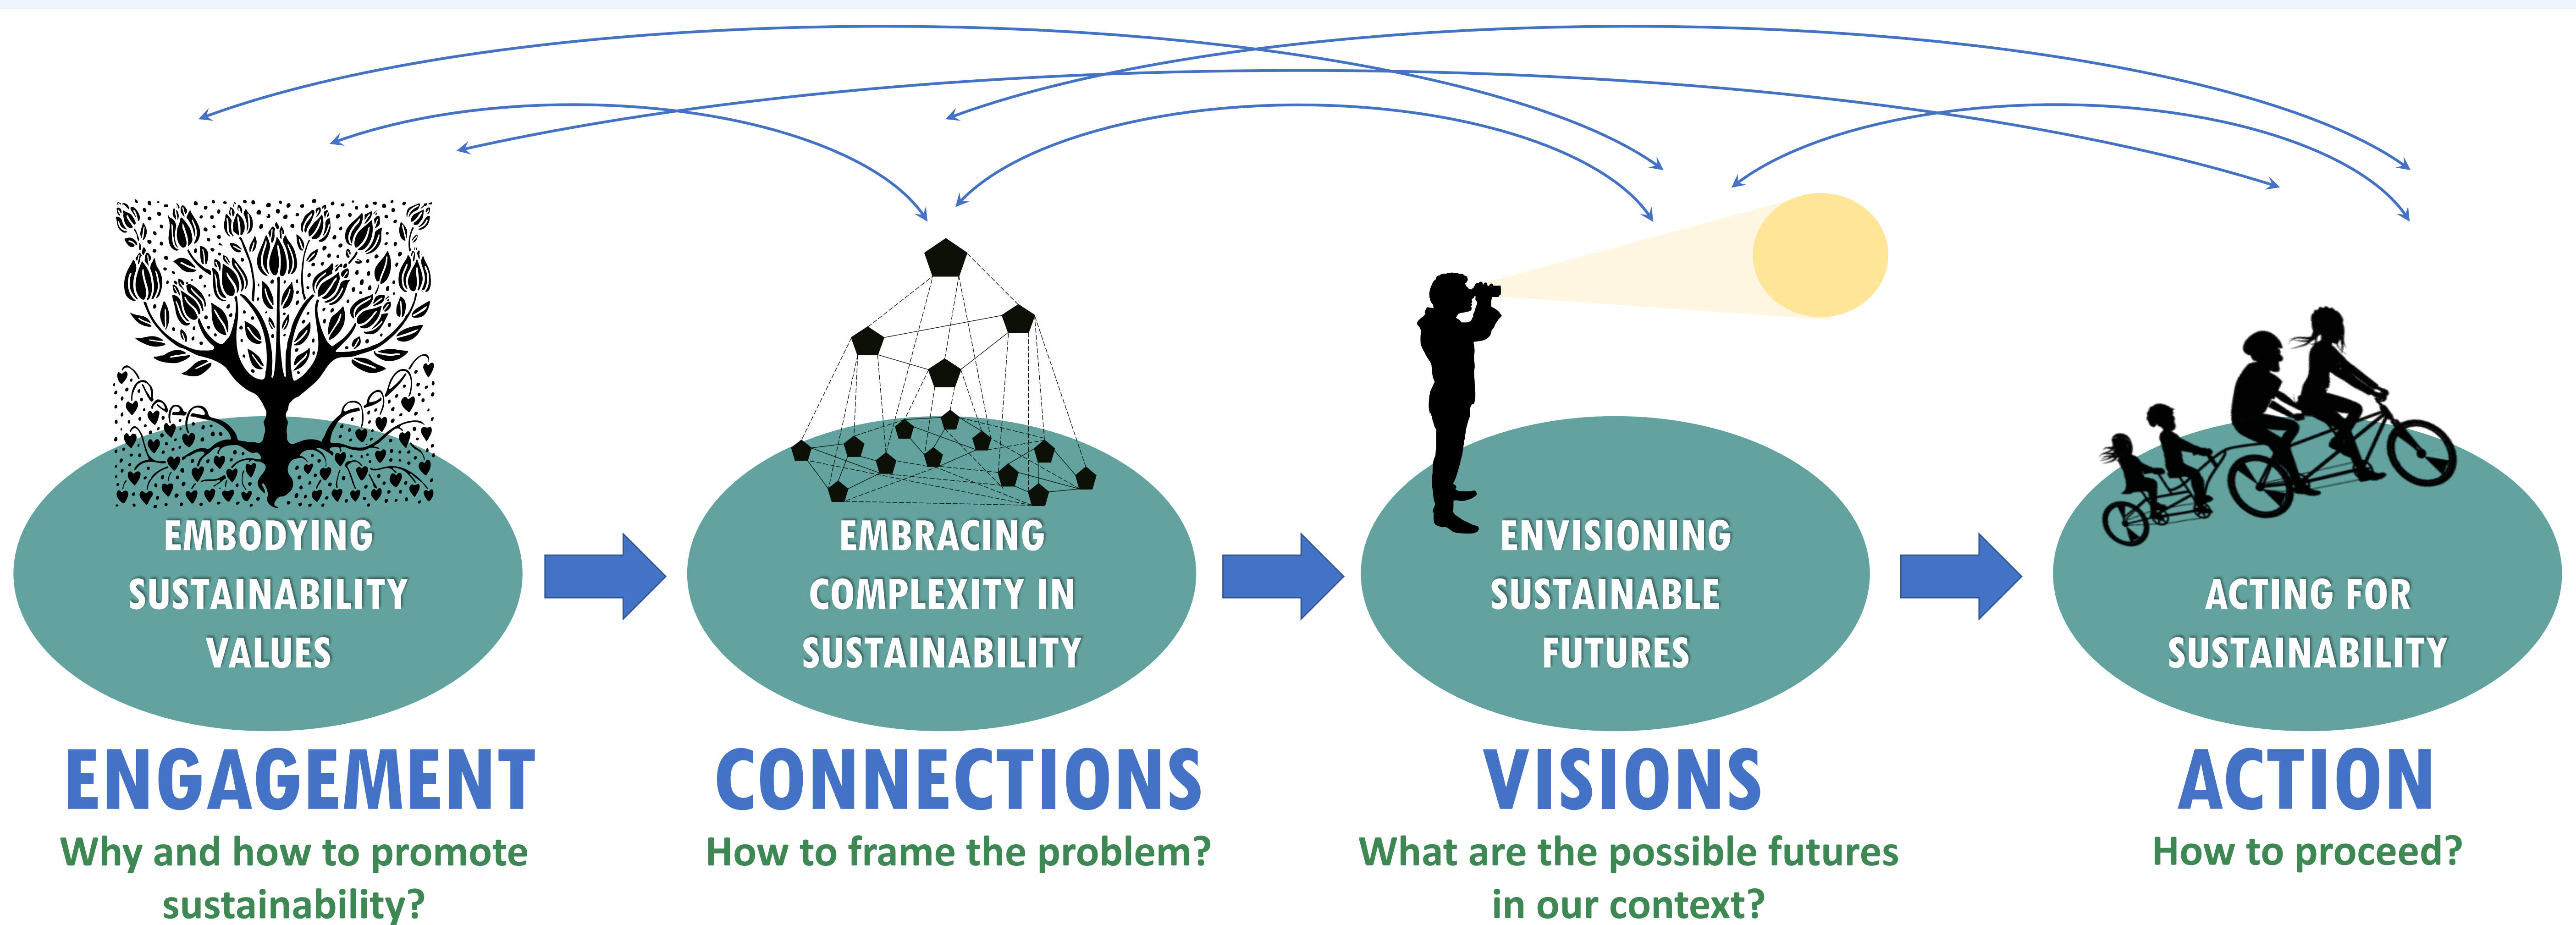 EMBODYING
SUSTAINABILITY
VALUES
EMBRACING
COMPLEXITY IN
SUSTAINABILITY
ENVISIONING
SUSTAINABLE
FUTURES
ACTING FOR
SUSTAINABILITY
ENGAGEMENT
Why and how to promote
sustainability?
CONNECTIONS
How to frame the problem?
VISIONS
What are the possible futures
in our context?
ACTION
How to proceed?